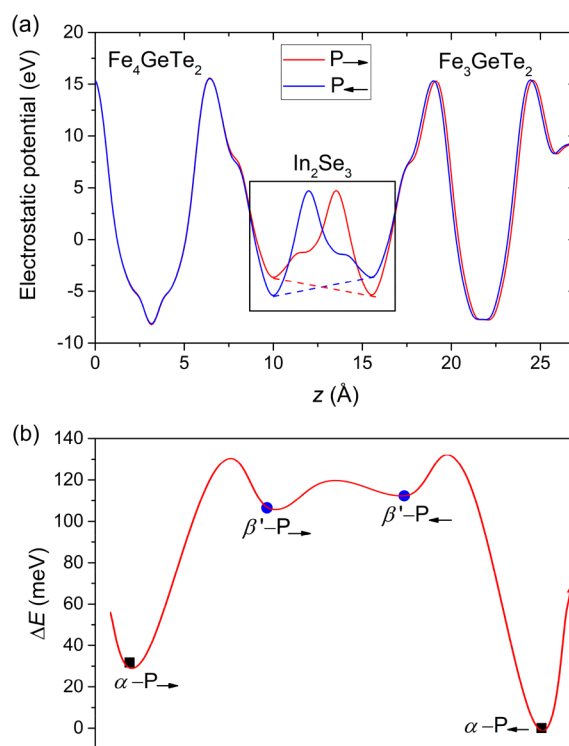 (a)
20
15
10
5
0
-5
-10
Electrostatic potential (eV)
Fe₄GeTe₂
P→
P←
Fe₃GeTe₂
In₂Se₃
0 5 10 15 20 25
z (Å)
(b)
140
120
100
80
60
40
20
0
ΔE (meV)
β'−P→
β'−P←
α−P→
α−P←